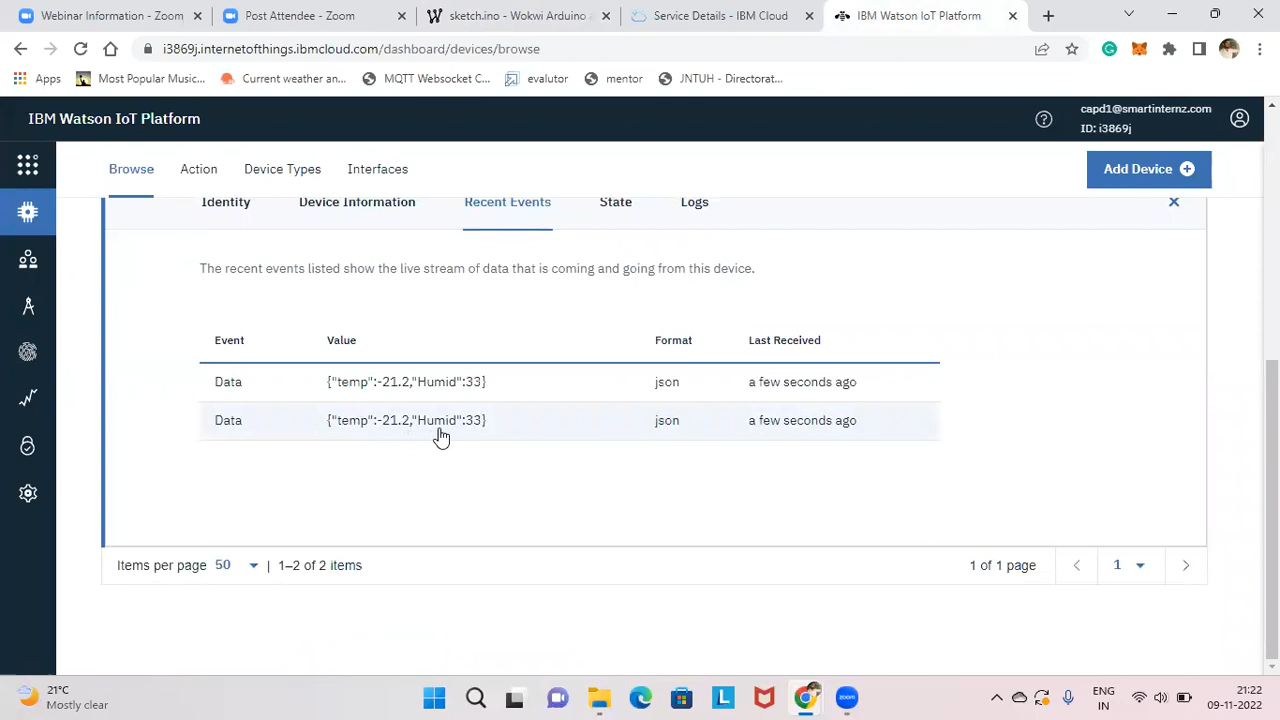 Webinar Information - Zoom
Post Attendee - Zoom
sketch.ino - Wokwi Arduino a
Service Details - IBM Cloud
IBM Watson IoT Platform
i3869j.internetofthings.ibmcloud.com/dashboard/devices/browse
Apps
Most Popular Music...
Current weather an...
MQTT Websocket C...
evalutor
mentor
JNTUH - Directorat...
IBM Watson IoT Platform
capd1@smartinternz.com
ID: i3869j
Browse
Action
Device Types
Interfaces
Add Device
Identity
Device Information
Recent Events
State
Logs
The recent events listed show the live stream of data that is coming and going from this device.
Event Value Format Last Received
Data {"temp":-21.2,"Humid":33} json a few seconds ago
Data {"temp":-21.2,"Humid":33} json a few seconds ago
Items per page 50 | 1–2 of 2 items
1 of 1 page
1
21°C
Mostly clear
L
zoom
ENG
IN
21:22
09-11-2022